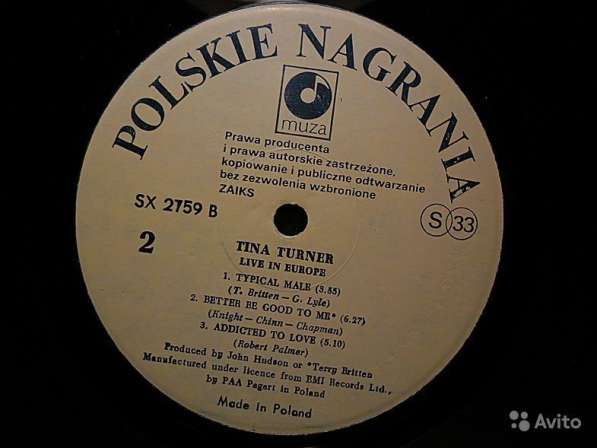 POLSKIE NAGRANIA
muza
Prawa producenta
i prawa autorskie zastrzeżone,
kopiowanie i publiczne odtwarzanie
bez zezwolenia wzbronione
ZAIKS
SX 2759 B
S 33
2
TINA TURNER
LIVE IN EUROPE
1. TYPICAL MALE (3.55)
(T. Britten — G. Lyle)
2. BETTER BE GOOD TO ME* (6.27)
(Knight — Chinn — Chapman)
3. ADDICTED TO LOVE (5.10)
(Robert Palmer)
Produced by John Hudson or *Terry Britten
Manufactured under licence from EMI Records Ltd.,
by PAA Pagart in Poland
Made in Poland
Avito